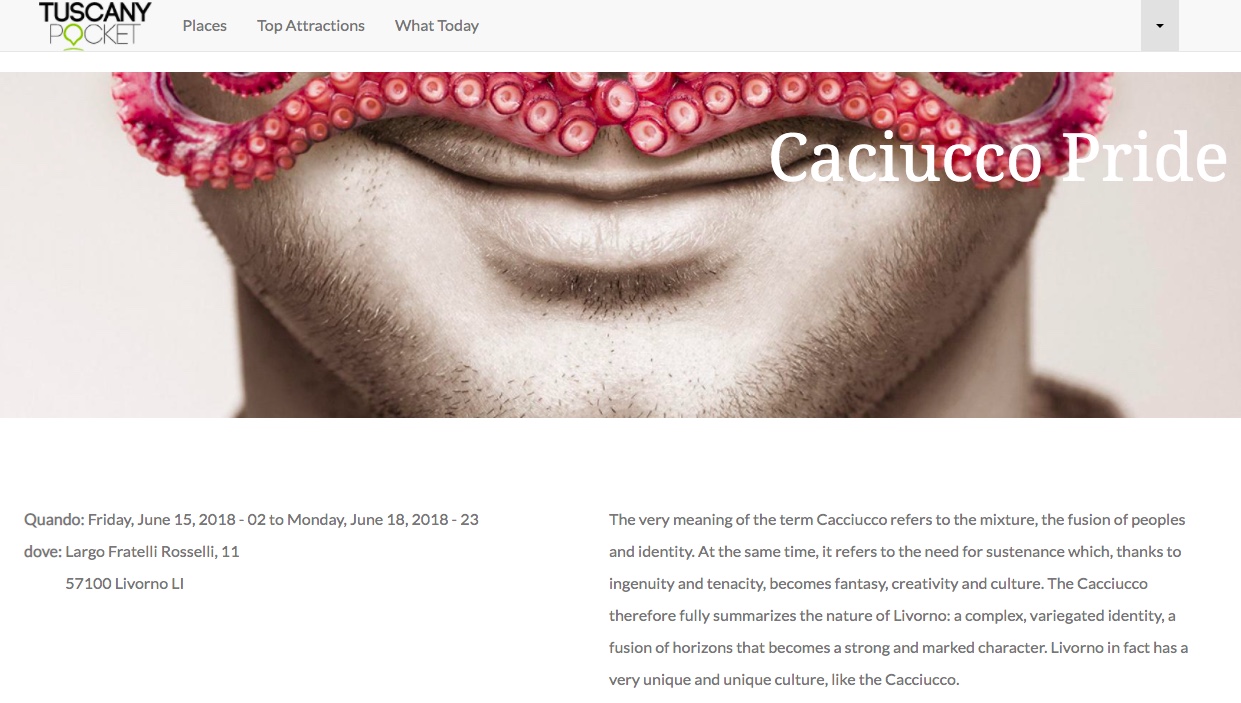 TUSCANY
POCKET
Places
Top Attractions
What Today
Caciucco Pride
Quando: Friday, June 15, 2018 - 02 to Monday, June 18, 2018 - 23
dove: Largo Fratelli Rosselli, 11
57100 Livorno LI
The very meaning of the term Cacciucco refers to the mixture, the fusion of peoples
and identity. At the same time, it refers to the need for sustenance which, thanks to
ingenuity and tenacity, becomes fantasy, creativity and culture. The Cacciucco
therefore fully summarizes the nature of Livorno: a complex, variegated identity, a
fusion of horizons that becomes a strong and marked character. Livorno in fact has a
very unique and unique culture, like the Cacciucco.